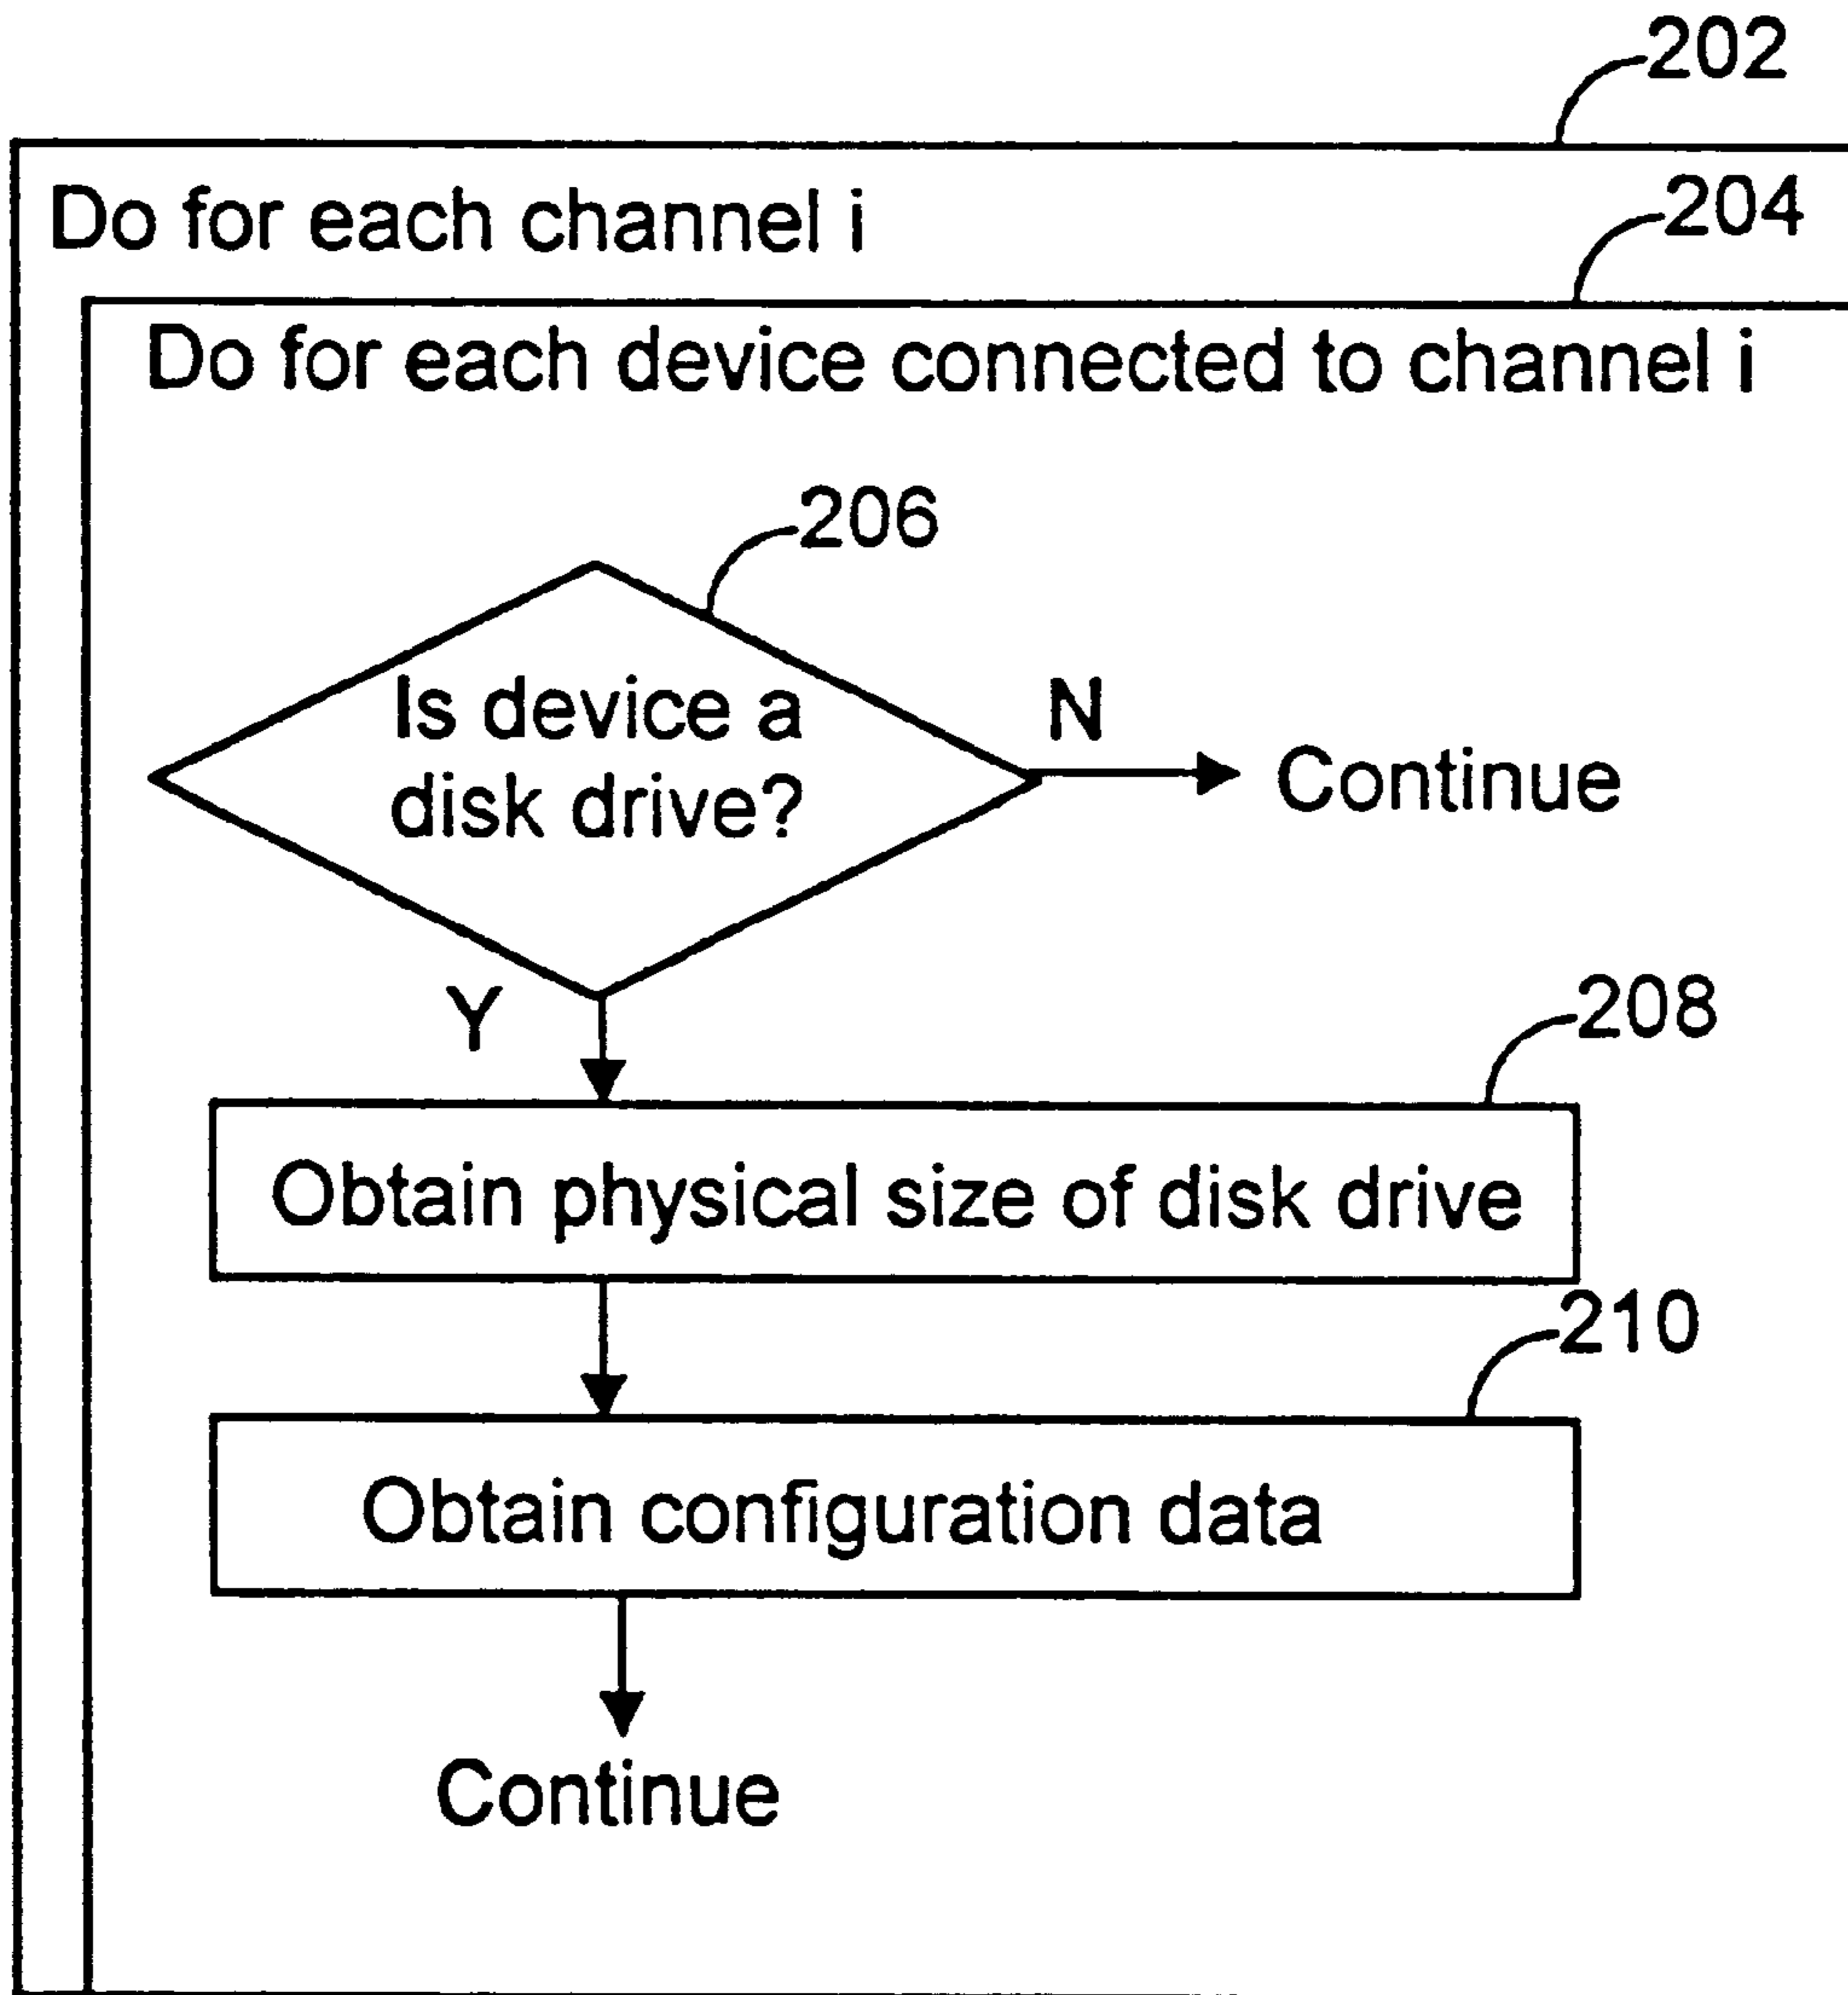 202
Do for each channel i
204
Do for each device connected to channel i
206
Is device a
disk drive?
N
Continue
Y
208
Obtain physical size of disk drive
210
Obtain configuration data
Continue